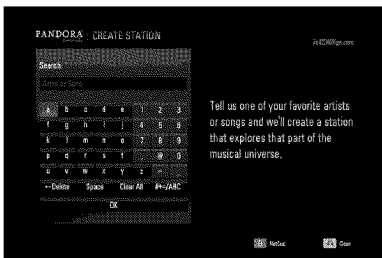 PANDORA : CREATE STATION
Search
Artist or Song
a b c d e 1 2 3
f g h i j 4 5 6
k l m n o 7 8 9
p q r s t @ 0
u v w x y z -
←Delete Space Clear All #+=/ABC
OK
Tell us one of your favorite artists
or songs and we'll create a station
that explores that part of the
musical universe.
NetCast
Close